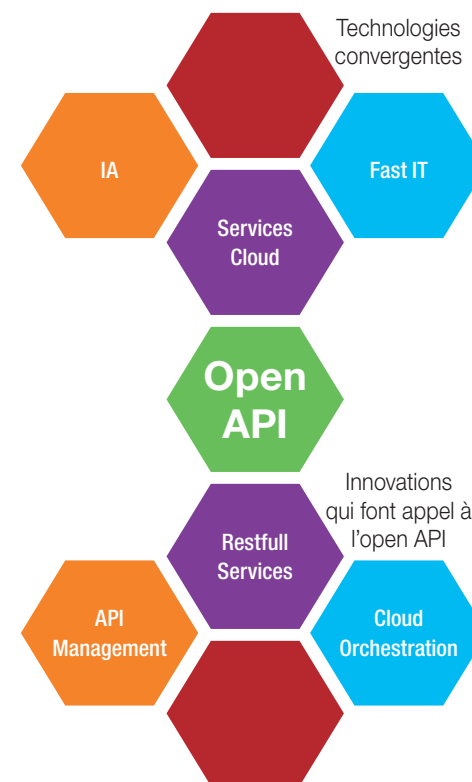 Technologies
convergentes
IA
Fast IT
Services
Cloud
Open
API
Innovations
qui font appel à
l'open API
Restfull
Services
API
Management
Cloud
Orchestration